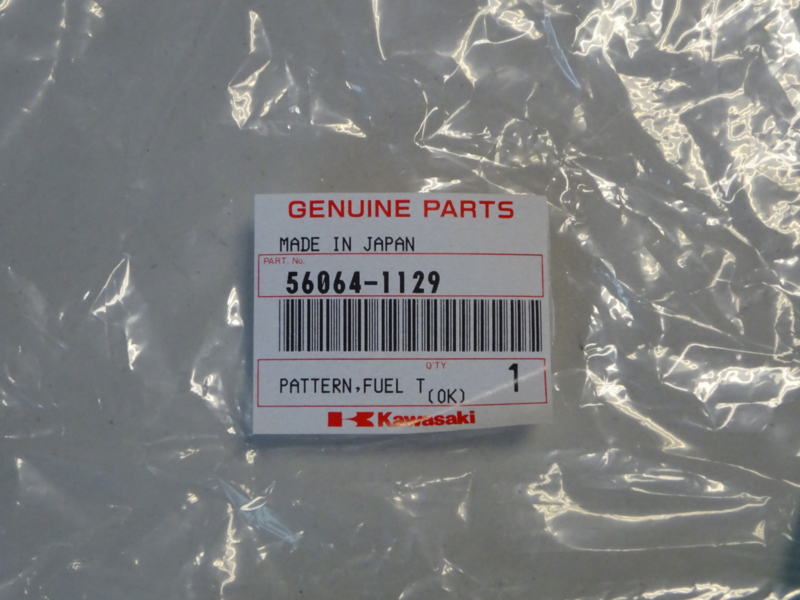 GENUINE PARTS
MADE IN JAPAN
PART. No.
56064-1129
Q'TY
PATTERN,FUEL T (OK) 1
Kawasaki